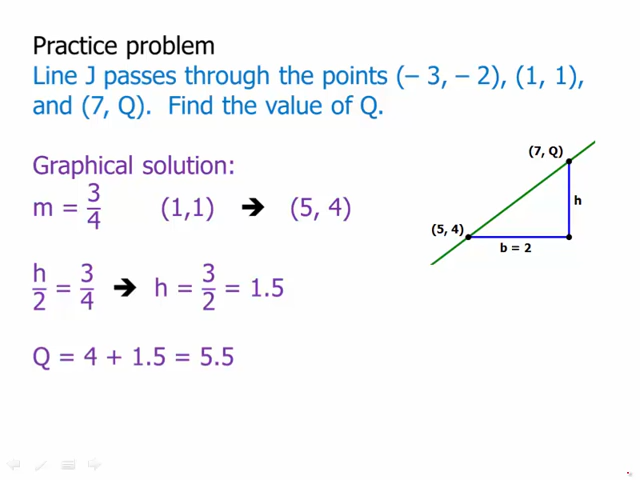 Practice problem
Line J passes through the points (– 3, – 2), (1, 1),
and (7, Q). Find the value of Q.
Graphical solution:
m = 3/4 (1,1) ➔ (5, 4)
h/2 = 3/4 ➔ h = 3/2 = 1.5
Q = 4 + 1.5 = 5.5
(7, Q)
h
(5, 4)
b = 2